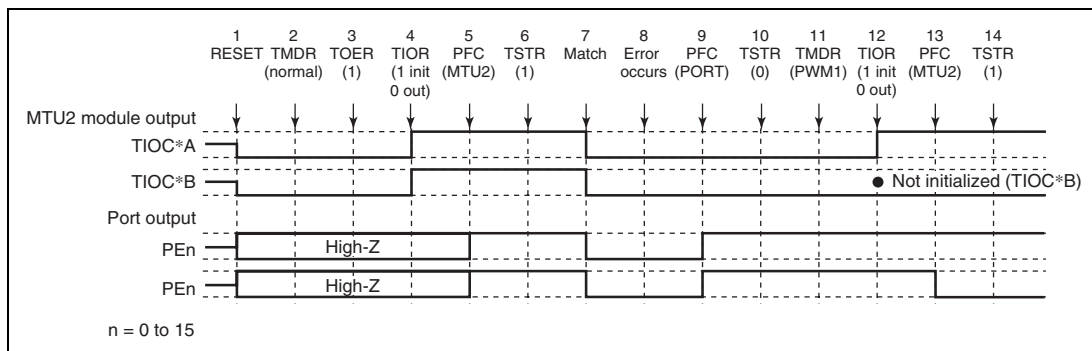 1 2 3 4 5 6 7 8 9 10 11 12 13 14
RESET TMDR TOER TIOR PFC TSTR Match Error PFC TSTR TMDR TIOR PFC TSTR
(normal) (1) (1 init (MTU2) (1) occurs (PORT) (0) (PWM1) (1 init (MTU2) (1)
0 out) 0 out)
MTU2 module output
TIOC*A
TIOC*B
● Not initialized (TIOC*B)
Port output
PEn
High-Z
PEn
High-Z
n = 0 to 15